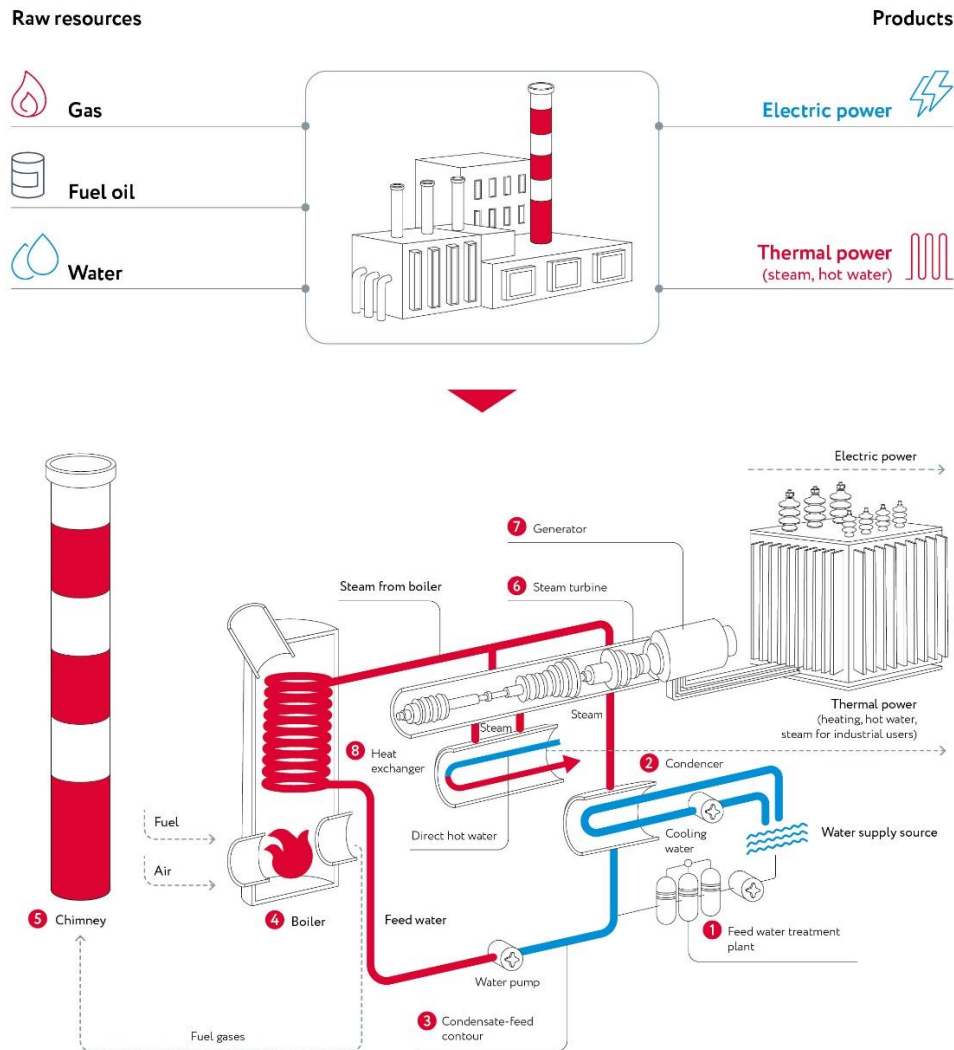 Raw resources
Products
Gas
Electric power
Fuel oil
Water
Thermal power
(steam, hot water)
Electric power
7 Generator
Steam from boiler
6 Steam turbine
Thermal power
(heating, hot water,
steam for industrial users)
Steam
Steam
8 Heat
exchanger
2 Condencer
Direct hot water
Cooling
water
Water supply source
Fuel
Air
5 Chimney
4 Boiler
Feed water
1 Feed water treatment
plant
Water pump
3 Condensate-feed
contour
Fuel gases